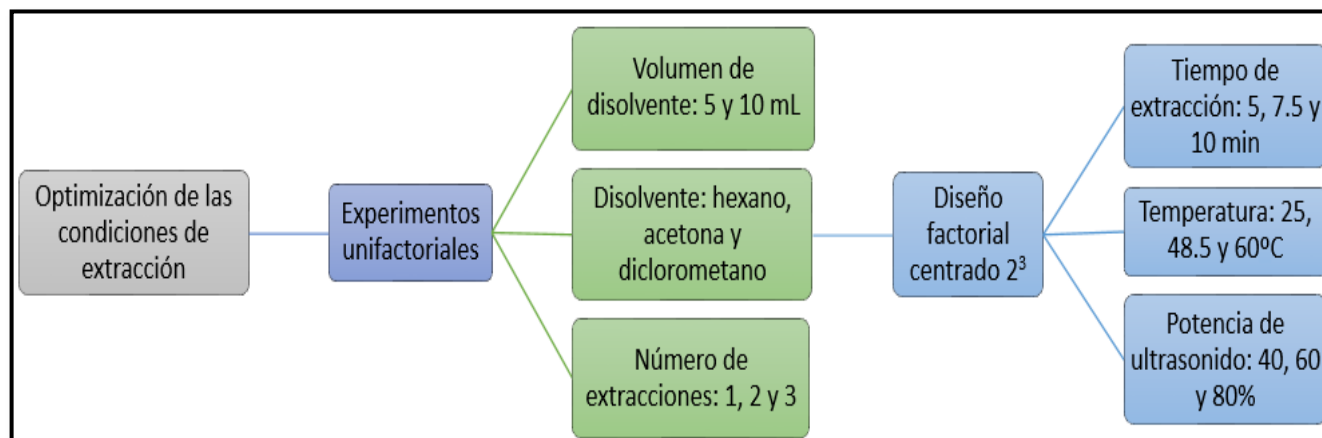 Optimización de las
condiciones de
extracción
Experimentos
unifactoriales
Volumen de
disolvente: 5 y 10 mL
Disolvente: hexano,
acetona y
diclorometano
Número de
extracciones: 1, 2 y 3
Diseño
factorial
centrado 2³
Tiempo de
extracción: 5, 7.5 y
10 min
Temperatura: 25,
48.5 y 60ºC
Potencia de
ultrasonido: 40, 60
y 80%